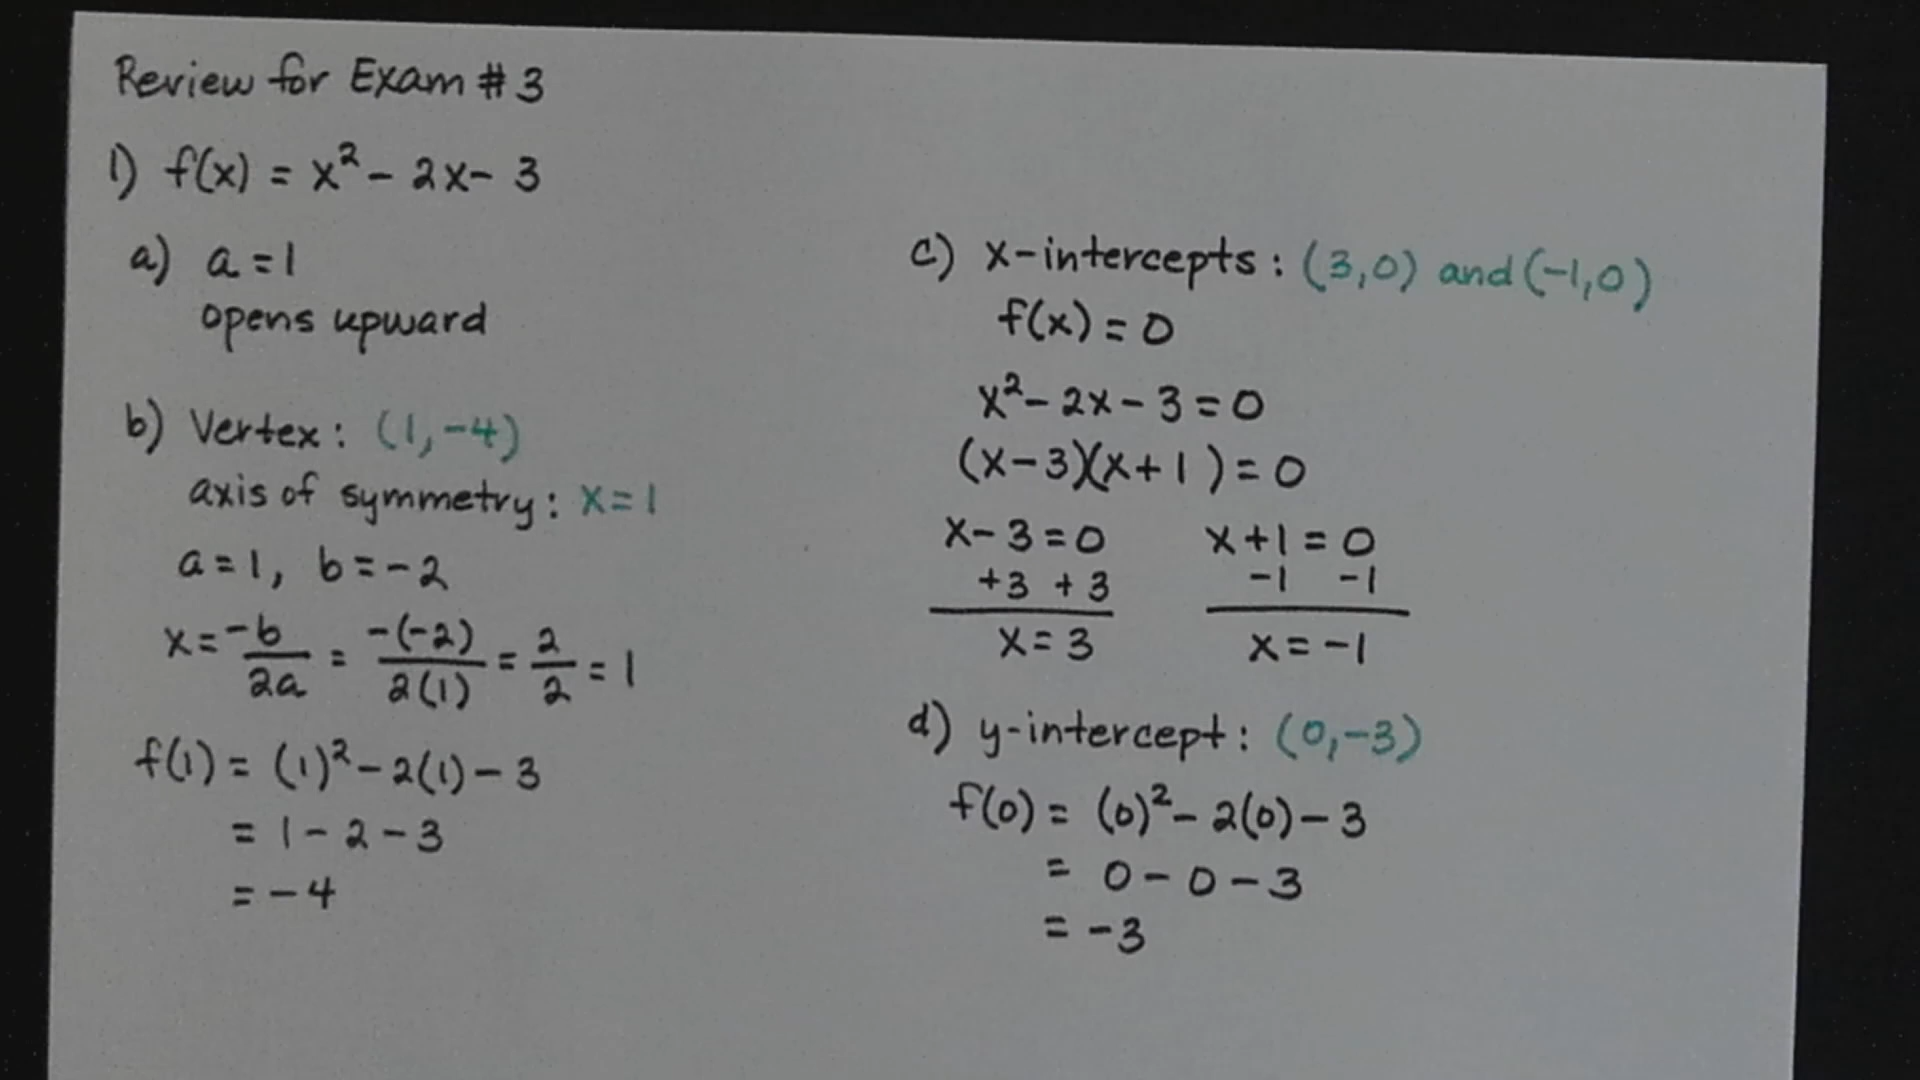 Review for Exam #3
1) f(x) = x² - 2x - 3
a) a = 1
opens upward
b) Vertex: (1, -4)
axis of symmetry: x = 1
a = 1, b = -2
x = -b/2a = -(-2)/2(1) = 2/2 = 1
f(1) = (1)² - 2(1) - 3
= 1 - 2 - 3
= -4
c) x-intercepts: (3,0) and (-1,0)
f(x) = 0
x² - 2x - 3 = 0
(x - 3)(x + 1) = 0
x - 3 = 0 x + 1 = 0
+3 +3 -1 -1
x = 3 x = -1
d) y-intercept: (0, -3)
f(0) = (0)² - 2(0) - 3
= 0 - 0 - 3
= -3